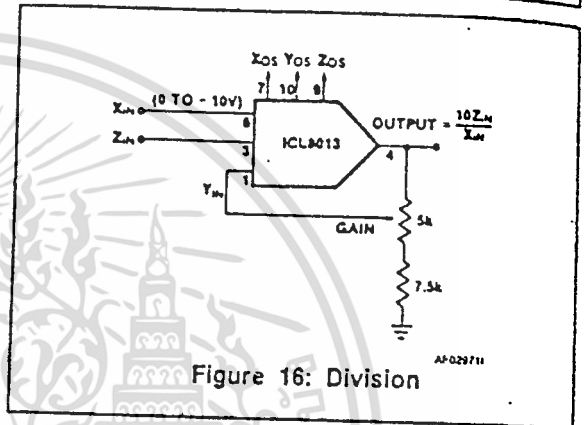 XOS YOS ZOS
7 10 9
XIN (0 TO - 10V)
6
ZIN
3
ICL8013
4
OUTPUT = 10ZIN / XIN
1
YIN
GAIN
5k
7.5k
AF029711
Figure 16: Division